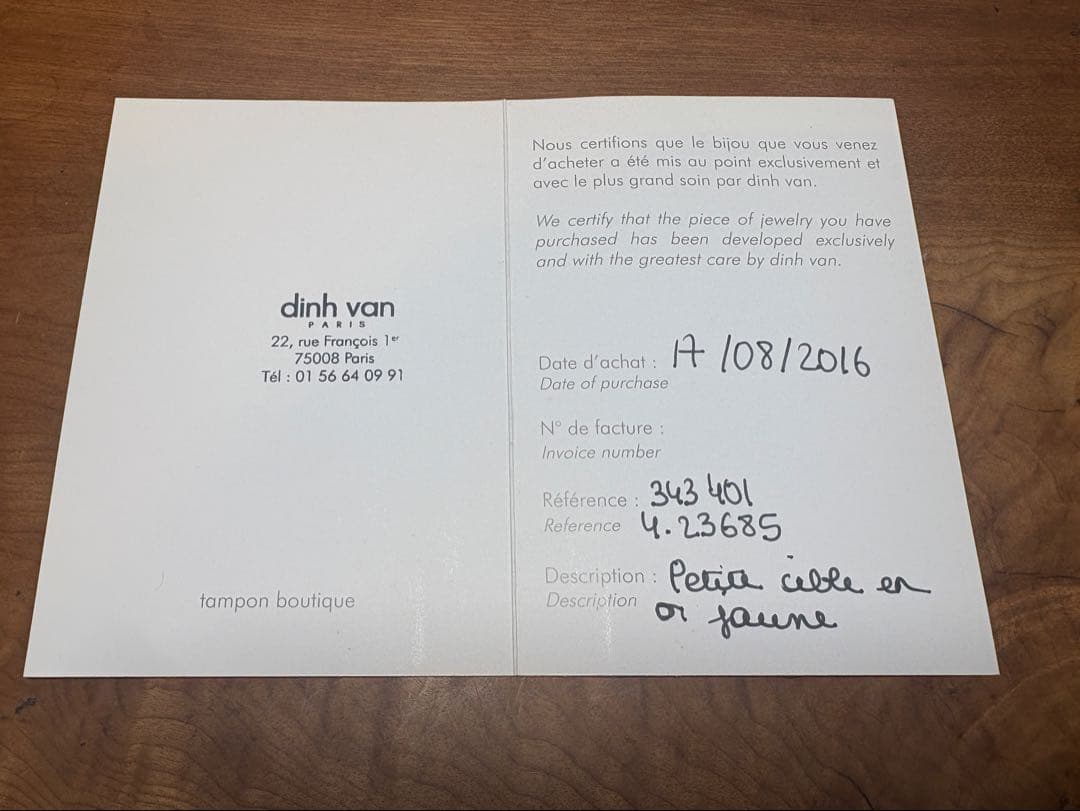 dinh van
PARIS
22, rue François 1er
75008 Paris
Tél : 01 56 64 09 91
tampon boutique
Nous certifions que le bijou que vous venez
d'acheter a été mis au point exclusivement et
avec le plus grand soin par dinh van.
We certify that the piece of jewelry you have
purchased has been developed exclusively
and with the greatest care by dinh van.
Date d'achat : 17/08/2016
Date of purchase
N° de facture :
Invoice number
Référence : 343 401
Reference 4.23685
Description : Petite cible en
Description or jaune